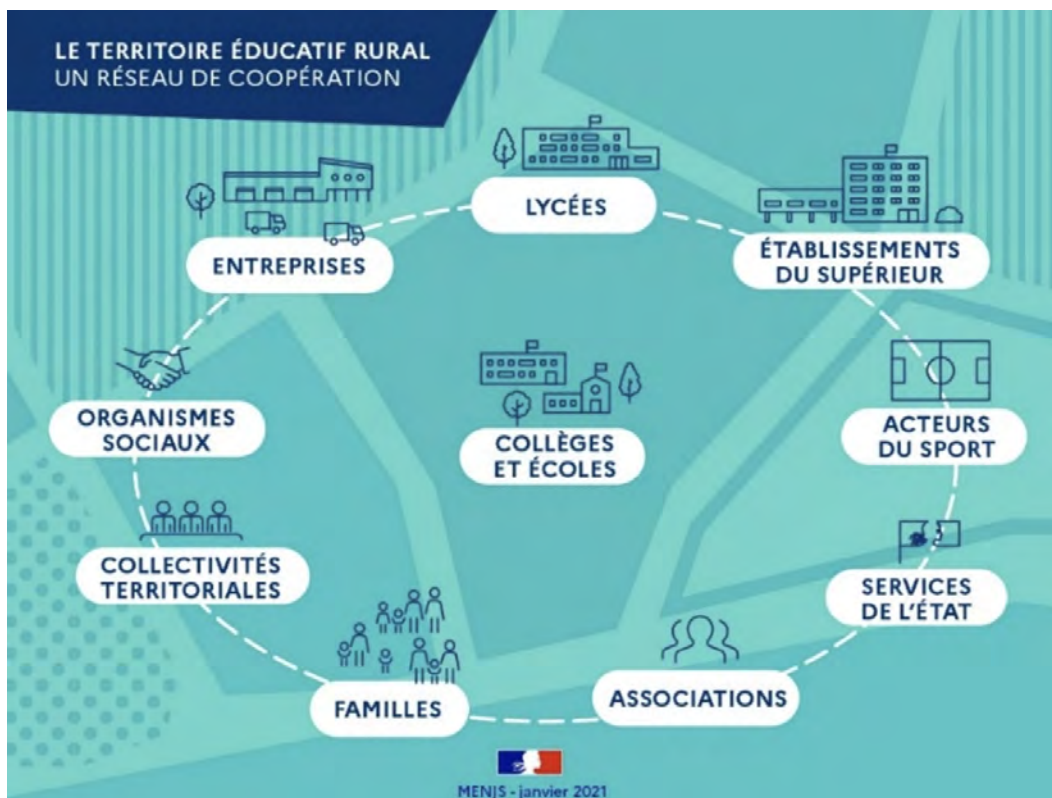 LE TERRITOIRE ÉDUCATIF RURAL
UN RÉSEAU DE COOPÉRATION
LYCÉES
ENTREPRISES
ÉTABLISSEMENTS
DU SUPÉRIEUR
ORGANISMES
SOCIAUX
COLLÈGES
ET ÉCOLES
ACTEURS
DU SPORT
COLLECTIVITÉS
TERRITORIALES
SERVICES
DE L'ÉTAT
FAMILLES
ASSOCIATIONS
MENJS - janvier 2021